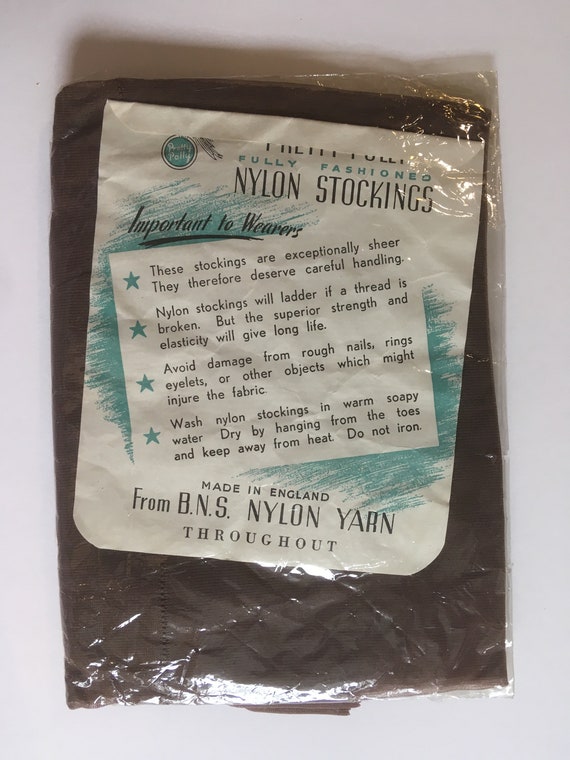 Pretty
Polly
PRETTY POLLY
FULLY FASHIONED
NYLON STOCKINGS
Important to Wearers
These stockings are exceptionally sheer
They therefore deserve careful handling.
Nylon stockings will ladder if a thread is
broken. But the superior strength and
elasticity will give long life.
Avoid damage from rough nails, rings
eyelets, or other objects which might
injure the fabric.
Wash nylon stockings in warm soapy
water Dry by hanging from the toes
and keep away from heat. Do not iron.
MADE IN ENGLAND
From B.N.S. NYLON YARN
THROUGHOUT